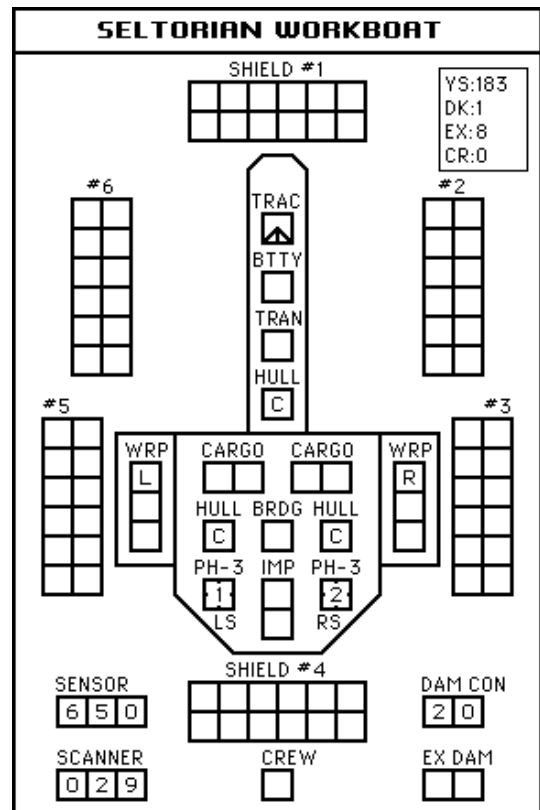 SELTORIAN WORKBOAT
SHIELD #1
YS:183
DK:1
EX:8
CR:0
#6
#2
TRAC
BTTY
TRAN
HULL
C
#5
#3
WRP
CARGO
CARGO
WRP
L
R
HULL BRDG HULL
C
C
PH-3 IMP PH-3
1
2
LS
RS
SHIELD #4
SENSOR
DAM CON
6 5 0
2 0
SCANNER
CREW
EX DAM
0 2 9